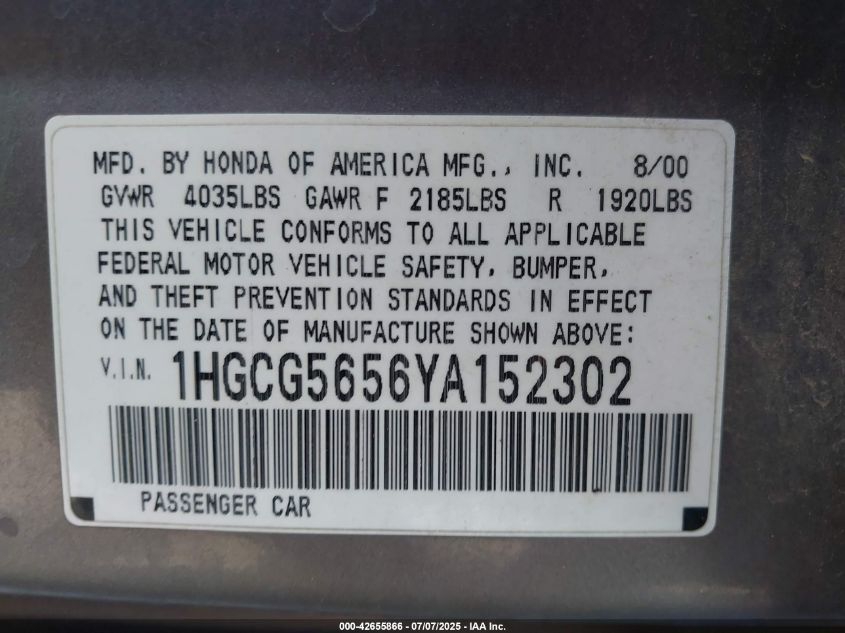 MFD. BY HONDA OF AMERICA MFG., INC. 8/00
GVWR 4035LBS GAWR F 2185LBS R 1920LBS
THIS VEHICLE CONFORMS TO ALL APPLICABLE
FEDERAL MOTOR VEHICLE SAFETY, BUMPER,
AND THEFT PREVENTION STANDARDS IN EFFECT
ON THE DATE OF MANUFACTURE SHOWN ABOVE:
V.I.N. 1HGCG5656YA152302
PASSENGER CAR
000-42655866 - 07/07/2025 - IAA Inc.